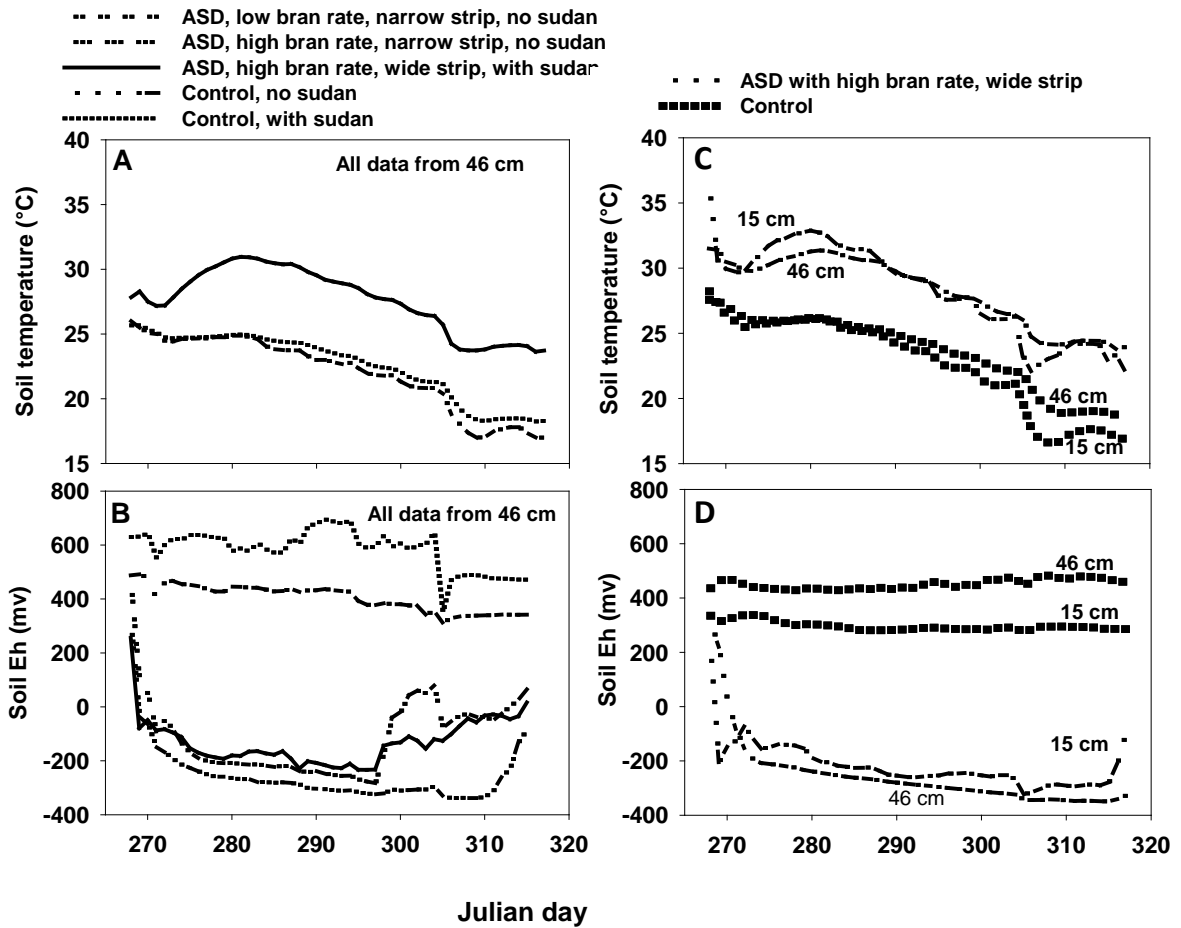 ASD, low bran rate, narrow strip, no sudan
ASD, high bran rate, narrow strip, no sudan
ASD, high bran rate, wide strip, with sudan
Control, no sudan
Control, with sudan
ASD with high bran rate, wide strip
Control
A
All data from 46 cm
Soil temperature (°C)
40
35
30
25
20
15
C
15 cm
46 cm
46 cm
15 cm
Soil temperature (°C)
40
35
30
25
20
15
B
All data from 46 cm
Soil Eh (mv)
800
600
400
200
0
-200
-400
270 280 290 300 310 320
D
46 cm
15 cm
15 cm
46 cm
Soil Eh (mv)
800
600
400
200
0
-200
-400
270 280 290 300 310 320
Julian day